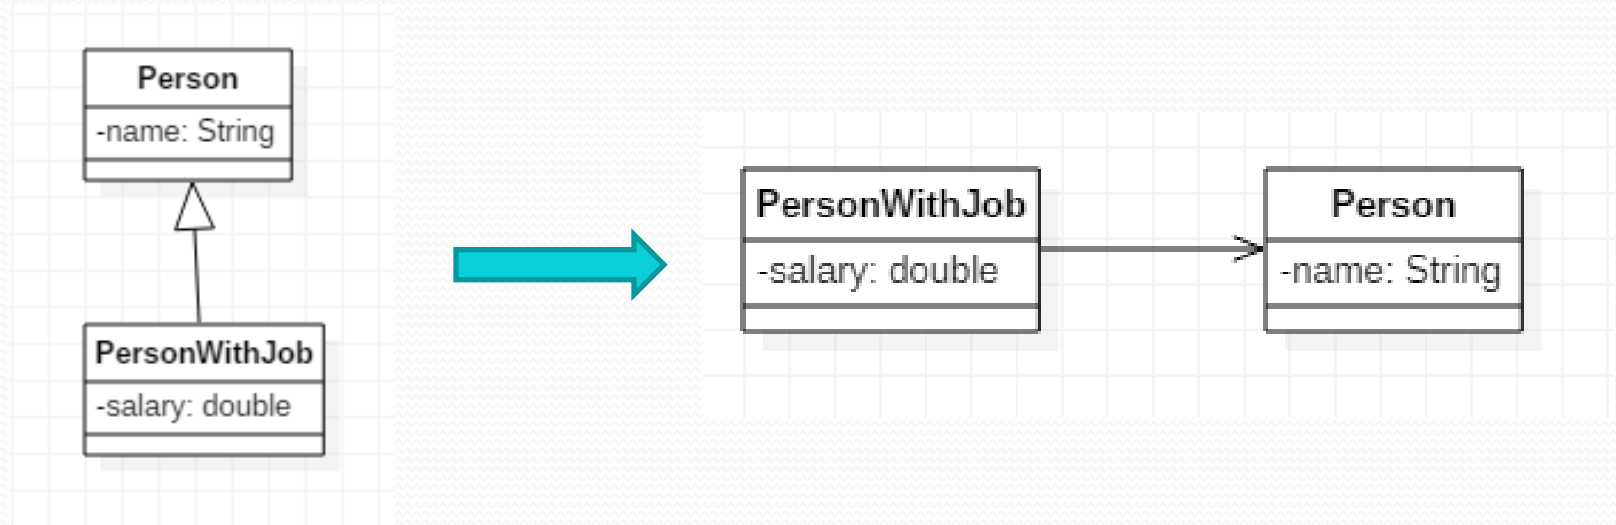 Person
-name: String
PersonWithJob
-salary: double
PersonWithJob
-salary: double
Person
-name: String